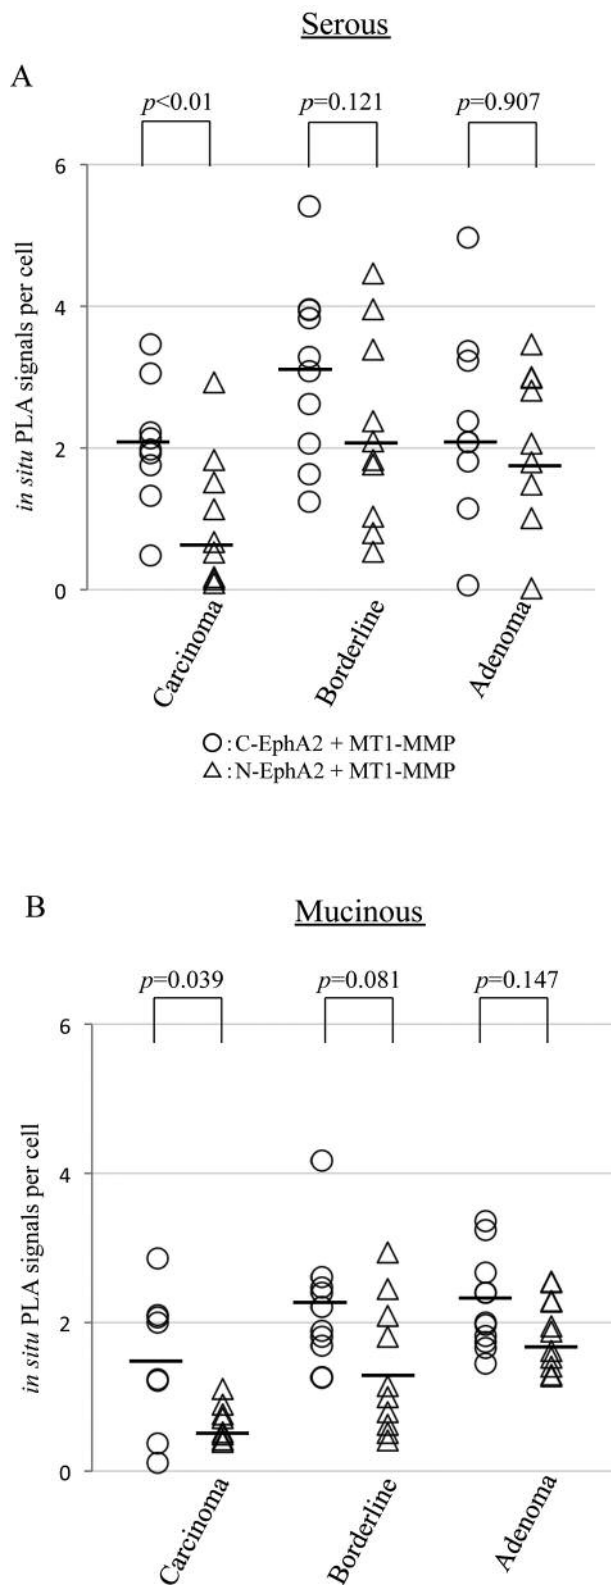 Serous
A
p<0.01 p=0.121 p=0.907
in situ PLA signals per cell
6
4
2
0
Carcinoma Borderline Adenoma
○ : C-EphA2 + MT1-MMP
△ : N-EphA2 + MT1-MMP
B
Mucinous
p=0.039 p=0.081 p=0.147
in situ PLA signals per cell
6
4
2
0
Carcinoma Borderline Adenoma